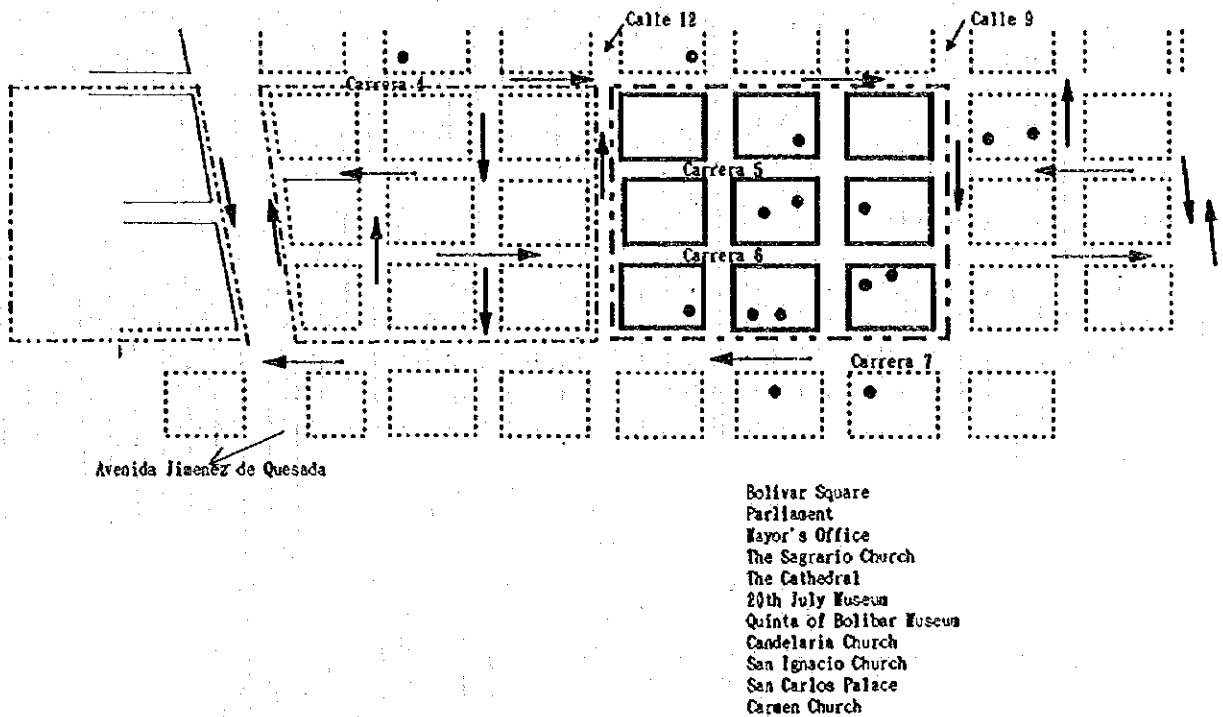 Calle 12
Calle 9
Carrera 4
Carrera 5
Carrera 6
Carrera 7
Avenida Jimenez de Quesada
Bolivar Square
Parliament
Mayor's Office
The Sagrario Church
The Cathedral
20th July Museum
Quinta of Bolibar Museum
Candelaria Church
San Ignacio Church
San Carlos Palace
Carmen Church